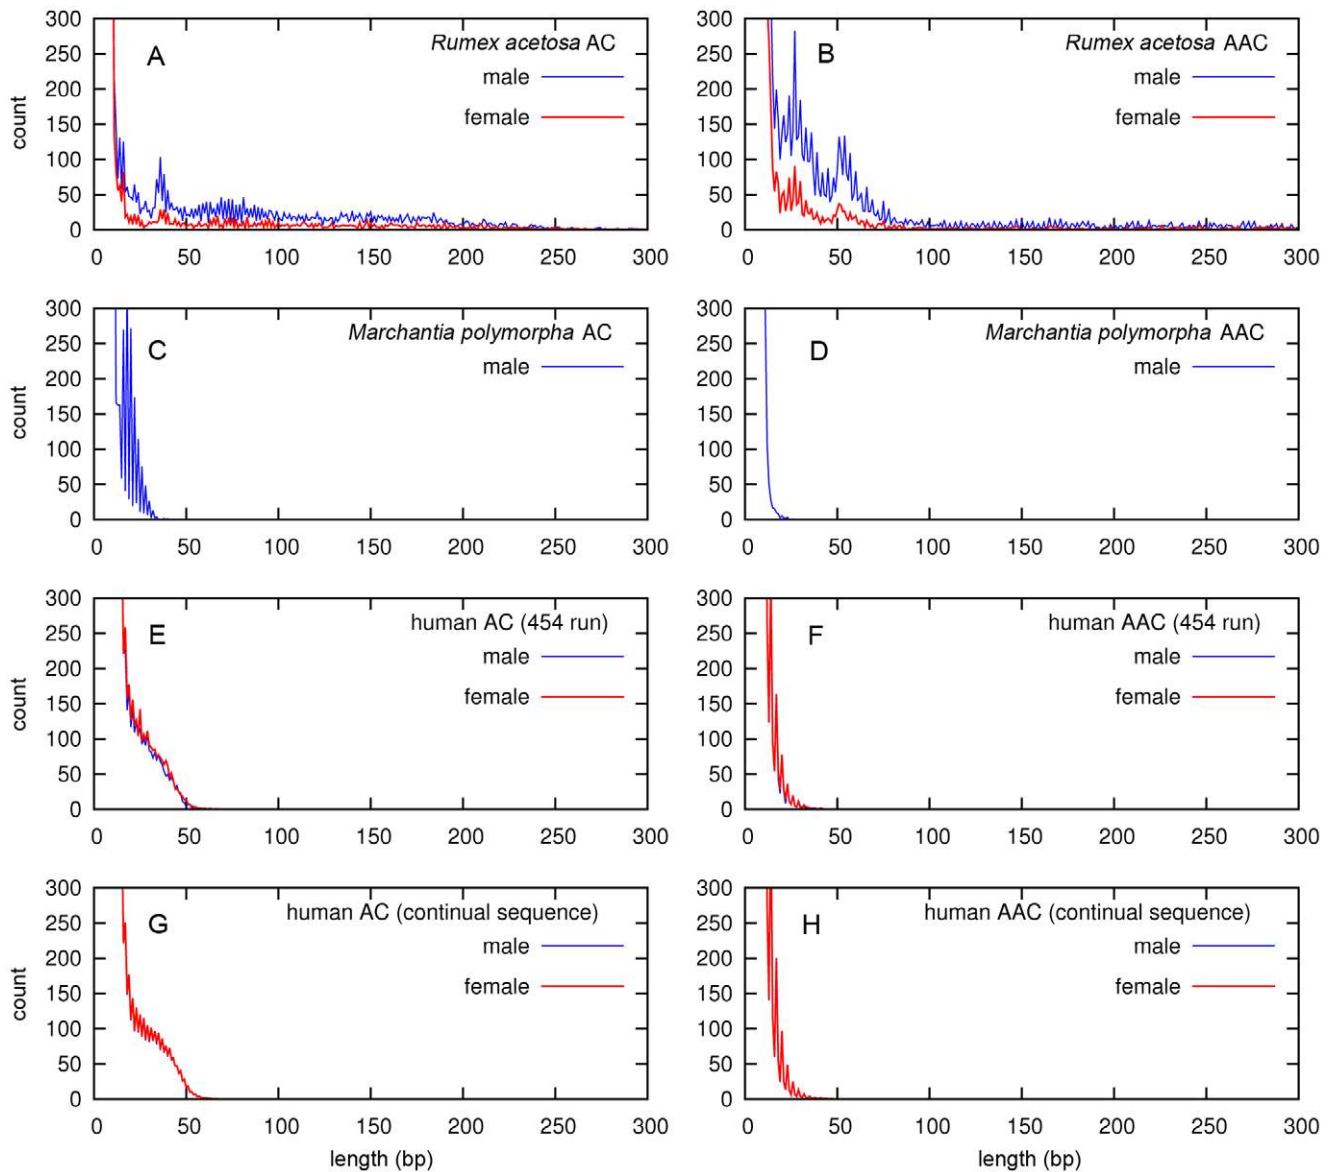 300
250
200
150
100
50
0
count
A
Rumex acetosa AC
male
female
0 50 100 150 200 250 300
300
250
200
150
100
50
0
B
Rumex acetosa AAC
male
female
0 50 100 150 200 250 300
300
250
200
150
100
50
0
count
C
Marchantia polymorpha AC
male
0 50 100 150 200 250 300
300
250
200
150
100
50
0
D
Marchantia polymorpha AAC
male
0 50 100 150 200 250 300
300
250
200
150
100
50
0
count
E
human AC (454 run)
male
female
0 50 100 150 200 250 300
300
250
200
150
100
50
0
F
human AAC (454 run)
male
female
0 50 100 150 200 250 300
300
250
200
150
100
50
0
count
G
human AC (continual sequence)
male
female
0 50 100 150 200 250 300
length (bp)
300
250
200
150
100
50
0
H
human AAC (continual sequence)
male
female
0 50 100 150 200 250 300
length (bp)